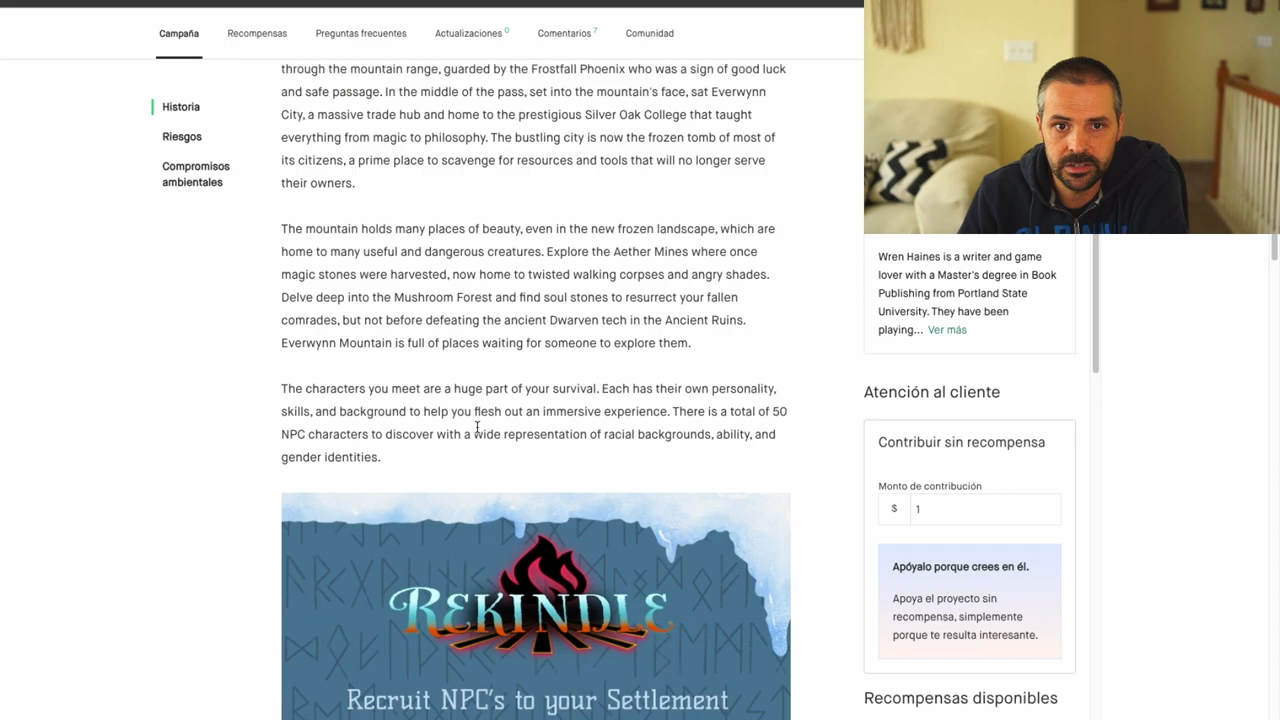 Campaña
Recompensas
Preguntas frecuentes
Actualizaciones 0
Comentarios 7
Comunidad
Historia
Riesgos
Compromisos
ambientales
through the mountain range, guarded by the Frostfall Phoenix who was a sign of good luck
and safe passage. In the middle of the pass, set into the mountain's face, sat Everwynn
City, a massive trade hub and home to the prestigious Silver Oak College that taught
everything from magic to philosophy. The bustling city is now the frozen tomb of most of
its citizens, a prime place to scavenge for resources and tools that will no longer serve
their owners.
The mountain holds many places of beauty, even in the new frozen landscape, which are
home to many useful and dangerous creatures. Explore the Aether Mines where once
magic stones were harvested, now home to twisted walking corpses and angry shades.
Delve deep into the Mushroom Forest and find soul stones to resurrect your fallen
comrades, but not before defeating the ancient Dwarven tech in the Ancient Ruins.
Everwynn Mountain is full of places waiting for someone to explore them.
The characters you meet are a huge part of your survival. Each has their own personality,
skills, and background to help you flesh out an immersive experience. There is a total of 50
NPC characters to discover with a wide representation of racial backgrounds, ability, and
gender identities.
REKINDLE
Recruit NPC's to your Settlement
Wren Haines is a writer and game
lover with a Master's degree in Book
Publishing from Portland State
University. They have been
playing... Ver más
Atención al cliente
Contribuir sin recompensa
Monto de contribución
$ 1
Apóyalo porque crees en él.
Apoya el proyecto sin
recompensa, simplemente
porque te resulta interesante.
Recompensas disponibles